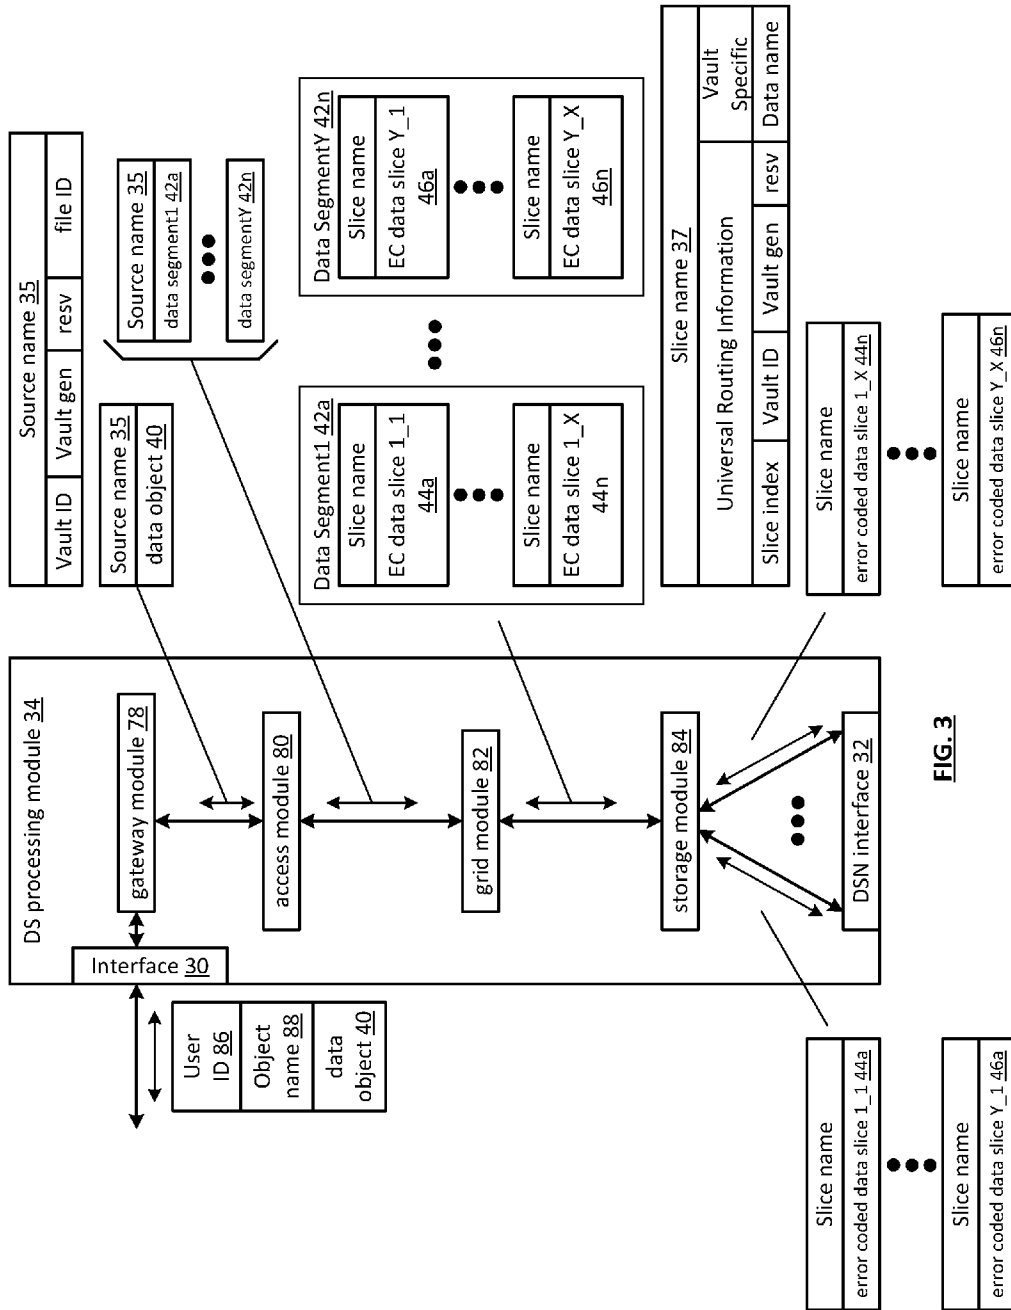 DS processing module 34
Interface 30
gateway module 78
access module 80
grid module 82
storage module 84
DSN interface 32
User
ID 86
Object
name 88
data
object 40
Source name 35
Vault ID
Vault gen
resv
file ID
Source name 35
data object 40
Source name 35
data segment1 42a
data segmentY 42n
Data Segment1 42a
Slice name
EC data slice 1_1
44a
Slice name
EC data slice 1_X
44n
Data SegmentY 42n
Slice name
EC data slice Y_1
46a
Slice name
EC data slice Y_X
46n
Slice name 37
Universal Routing Information
Vault
Specific
Slice index
Vault ID
Vault gen
resv
Data name
Slice name
error coded data slice 1_1 44a
Slice name
error coded data slice Y_1 46a
Slice name
error coded data slice 1_X 44n
Slice name
error coded data slice Y_X 46n
FIG. 3